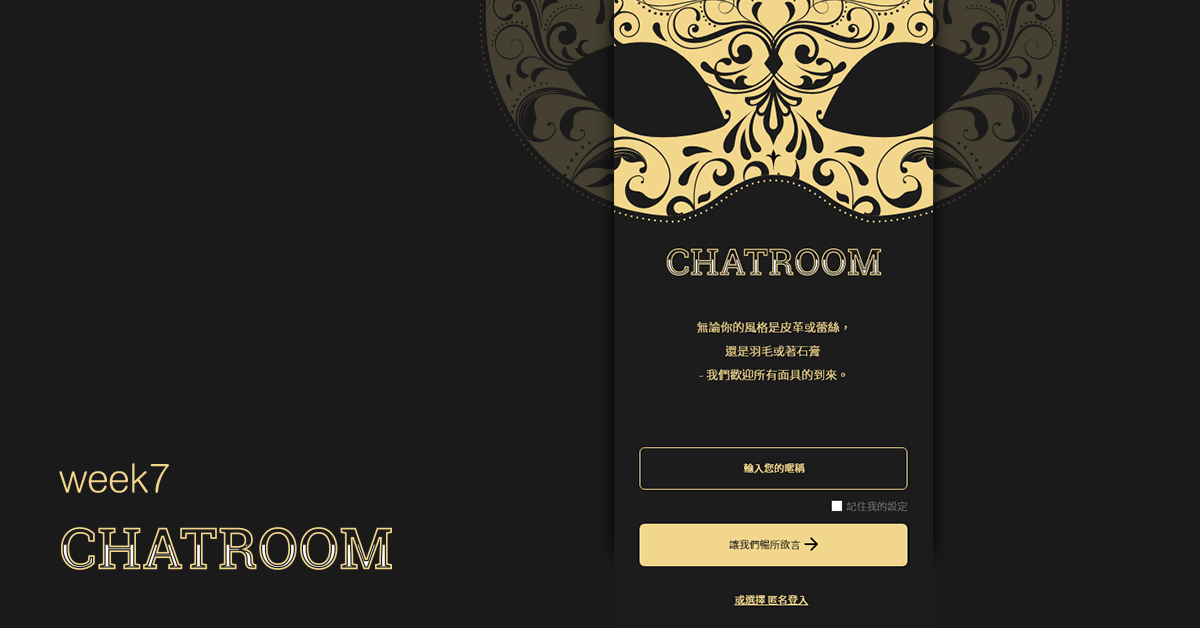 CHATROOM
無論你的風格是皮革或蕾絲，
還是羽毛或著石膏
- 我們歡迎所有面具的到來。
輸入您的暱稱
記住我的設定
讓我們暢所欲言
或選擇 匿名登入
week7
CHATROOM